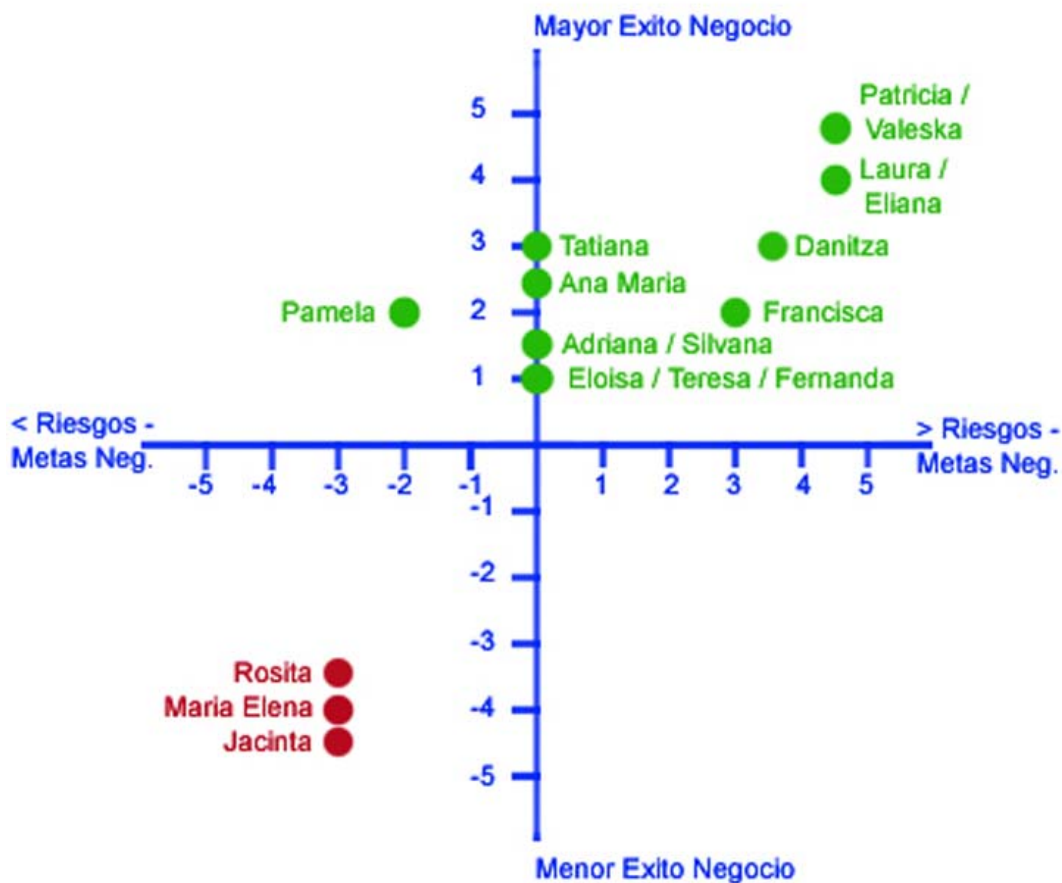 Mayor Exito Negocio
5
Patricia /
Valeska
4
Laura /
Eliana
3
Tatiana
Danitza
Ana Maria
Pamela
2
Francisca
Adriana / Silvana
1
Eloisa / Teresa / Fernanda
< Riesgos -
Metas Neg.
> Riesgos -
Metas Neg.
-5 -4 -3 -2 -1 1 2 3 4 5
-1
-2
-3
Rosita
Maria Elena
-4
Jacinta
-5
Menor Exito Negocio